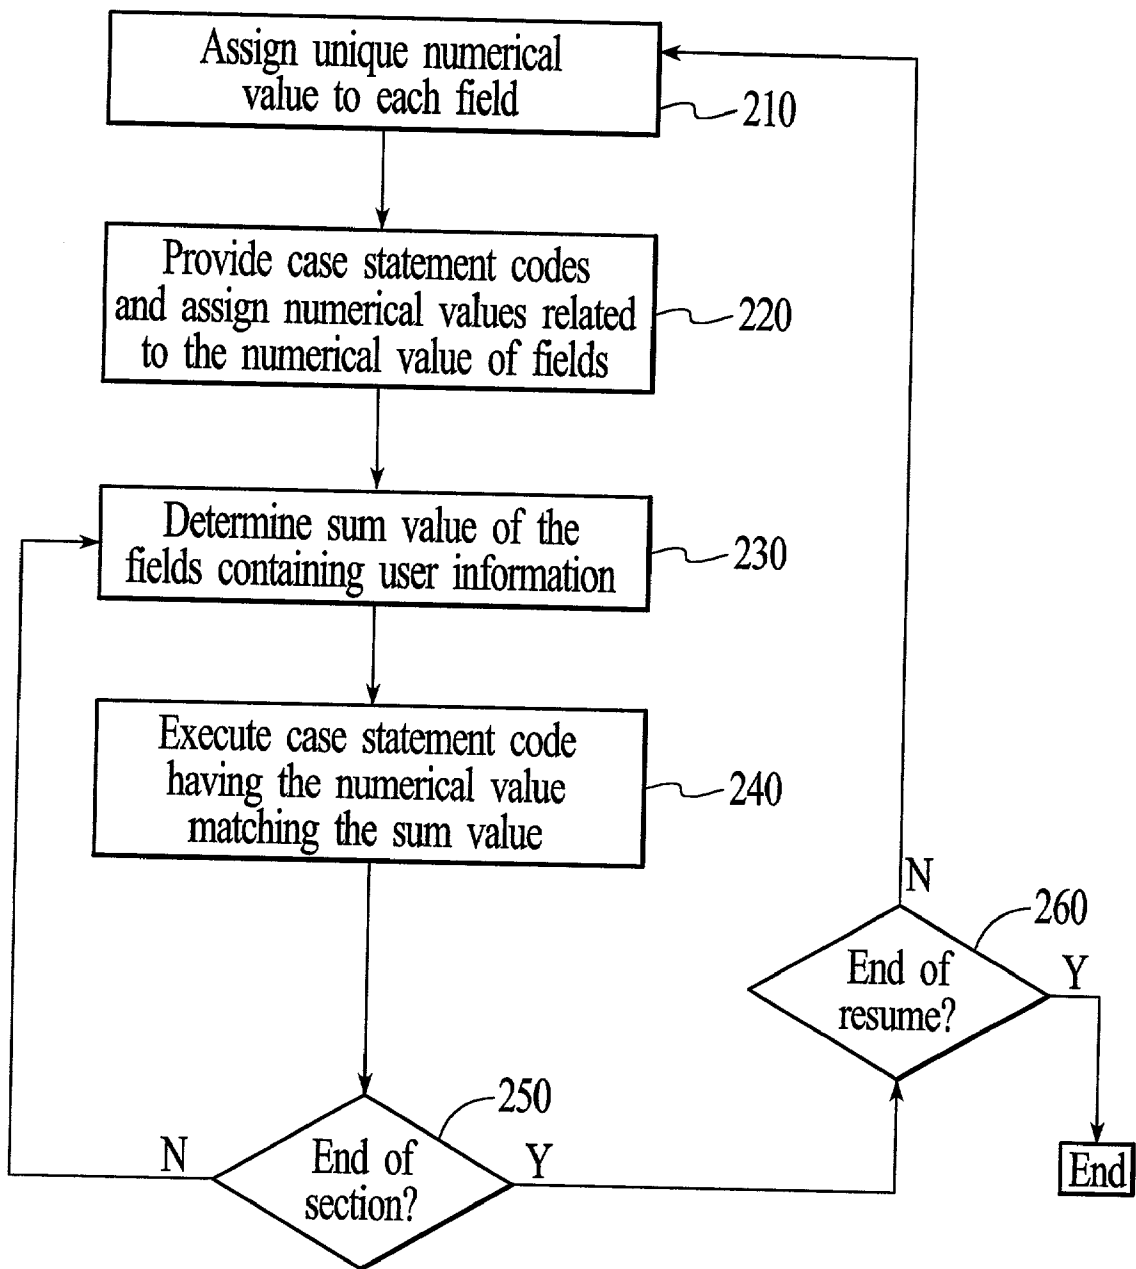 Assign unique numerical
value to each field
210
Provide case statement codes
and assign numerical values related
to the numerical value of fields
220
Determine sum value of the
fields containing user information
230
Execute case statement code
having the numerical value
matching the sum value
240
N
260
End of
resume?
Y
250
N
End of
section?
Y
End